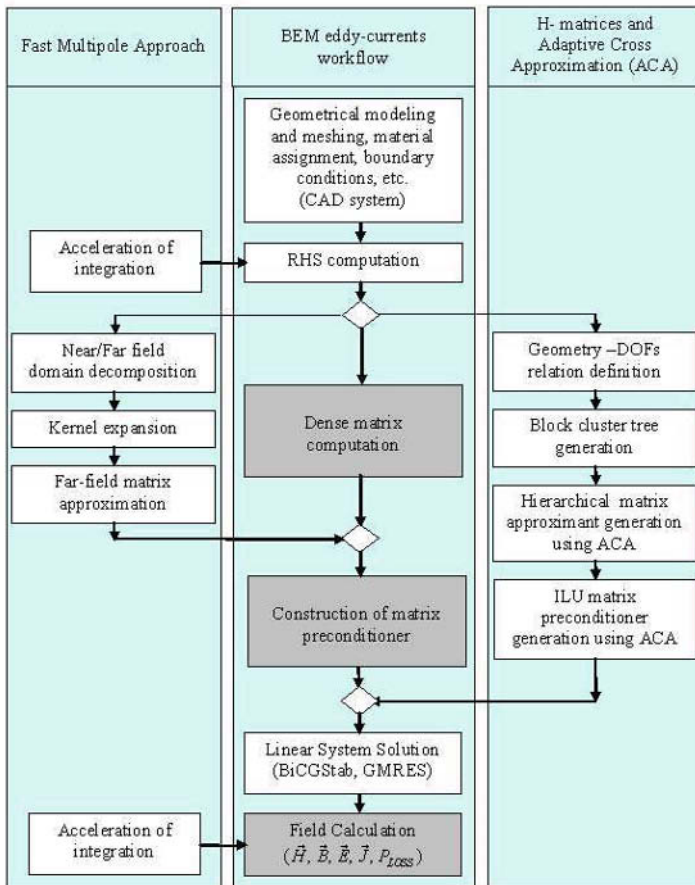 Fast Multipole Approach
BEM eddy-currents
workflow
H- matrices and
Adaptive Cross
Approximation (ACA)
Geometrical modeling
and meshing, material
assignment, boundary
conditions, etc.
(CAD system)
Acceleration of
integration
RHS computation
Near/Far field
domain decomposition
Kernel expansion
Far-field matrix
approximation
Dense matrix
computation
Geometry –DOFs
relation definition
Block cluster tree
generation
Hierarchical matrix
approximant generation
using ACA
ILU matrix
preconditioner
generation using ACA
Construction of matrix
preconditioner
Linear System Solution
(BiCGStab, GMRES)
Acceleration of
integration
Field Calculation
(H⃗, B⃗, E⃗, J⃗, P_LOSS)